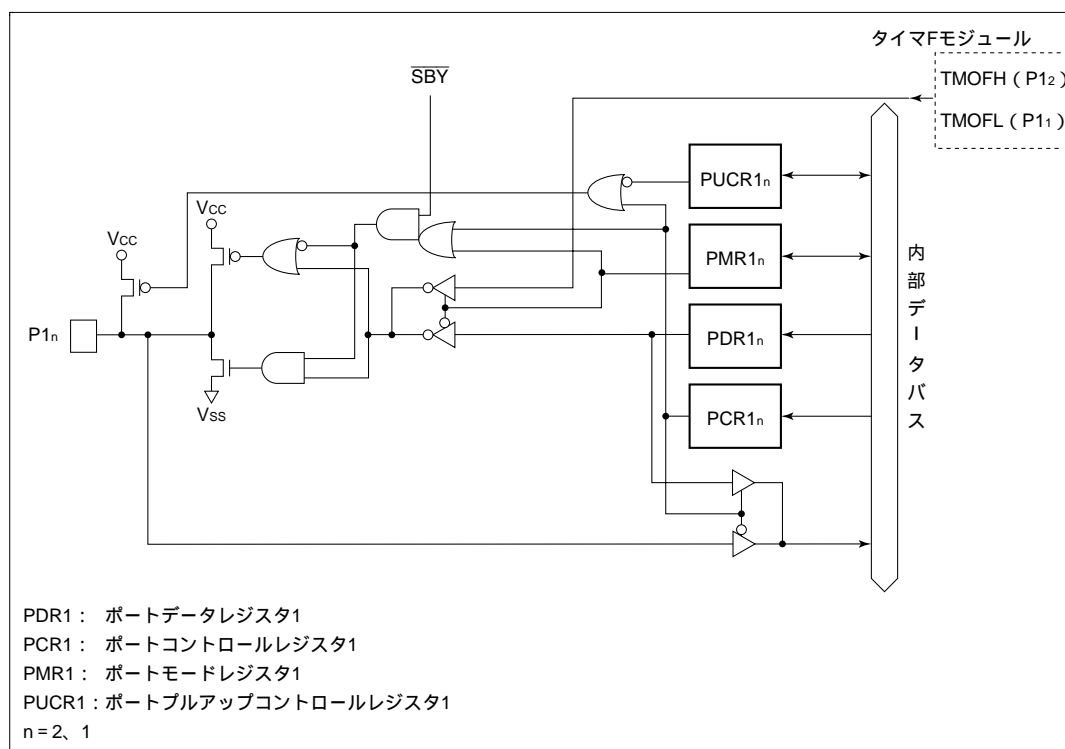 タイマFモジュール
TMOFH ( P12 )
TMOFL ( P11 )
SBY
PUCR1n
VCC
VCC
PMR1n
内部データバス
P1n
PDR1n
VSS
PCR1n
PDR1 : ポートデータレジスタ1
PCR1 : ポートコントロールレジスタ1
PMR1 : ポートモードレジスタ1
PUCR1 : ポートプルアップコントロールレジスタ1
n = 2、1